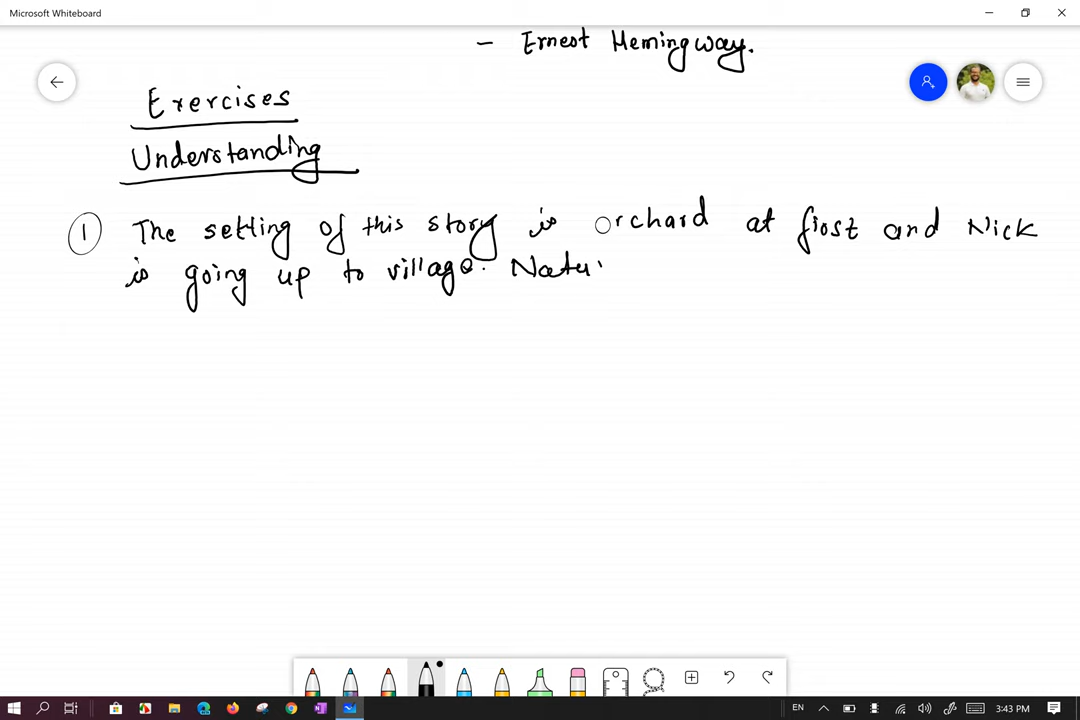 Microsoft Whiteboard
- Ernest Hemingway.
Exercises
Understanding
1 The setting of this story is orchard at first and Nick
is going up to village. Natu
EN 3:43 PM